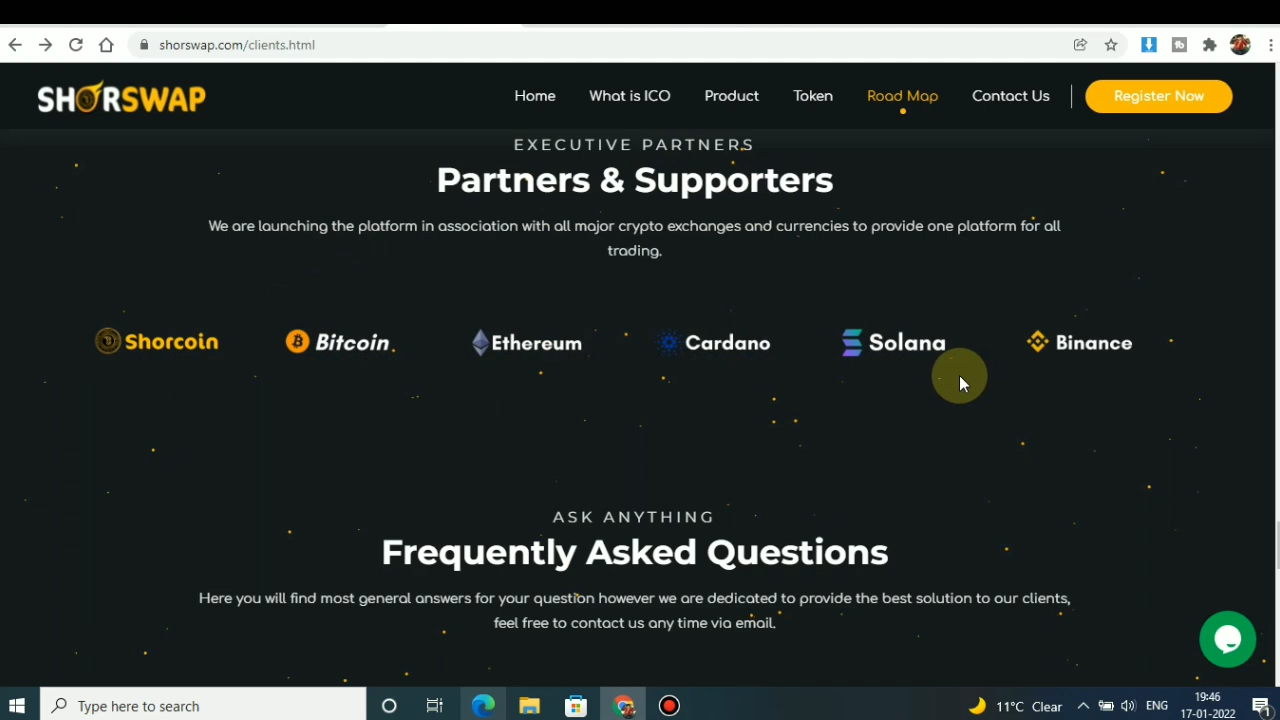 shorswap.com/clients.html
SHORSWAP
Home What is ICO Product Token Road Map Contact Us Register Now
EXECUTIVE PARTNERS
Partners & Supporters
We are launching the platform in association with all major crypto exchanges and currencies to provide one platform for all
trading.
Shorcoin Bitcoin Ethereum Cardano Solana Binance
ASK ANYTHING
Frequently Asked Questions
Here you will find most general answers for your question however we are dedicated to provide the best solution to our clients,
feel free to contact us any time via email.
Type here to search 11°C Clear ENG 19:46
17-01-2022 1